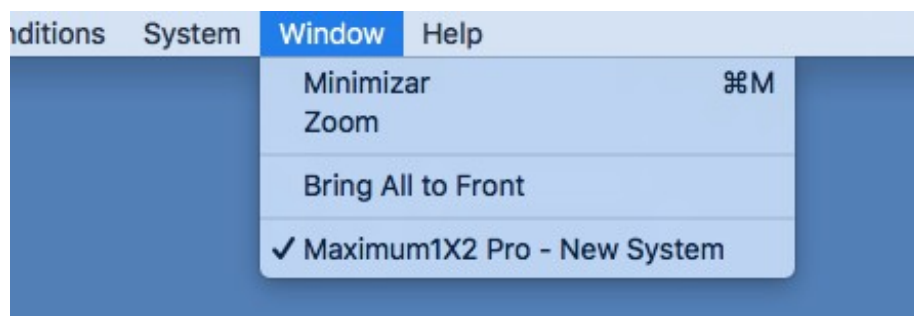 nditions System Window Help
Minimizar ⌘M
Zoom
Bring All to Front
✓ Maximum1X2 Pro - New System